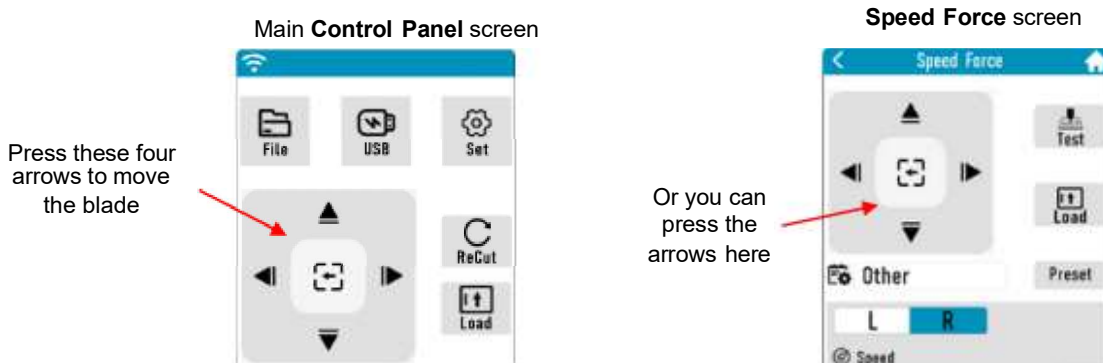 Main Control Panel screen
File
USB
Set
Press these four
arrows to move
the blade
ReCut
Load
Speed Force screen
Speed Force
Test
Or you can
press the
arrows here
Load
Other
Preset
L
R
Speed